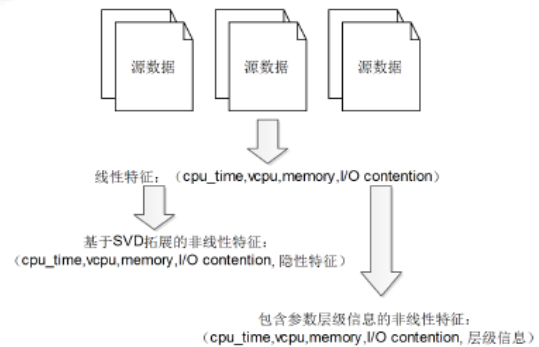 源数据
源数据
源数据
线性特征：（cpu_time,vcpu,memory,I/O contention）
基于SVD拓展的非线性特征：
（cpu_time,vcpu,memory,I/O contention, 隐性特征）
包含参数层级信息的非线性特征：
（cpu_time,vcpu,memory,I/O contention, 层级信息）